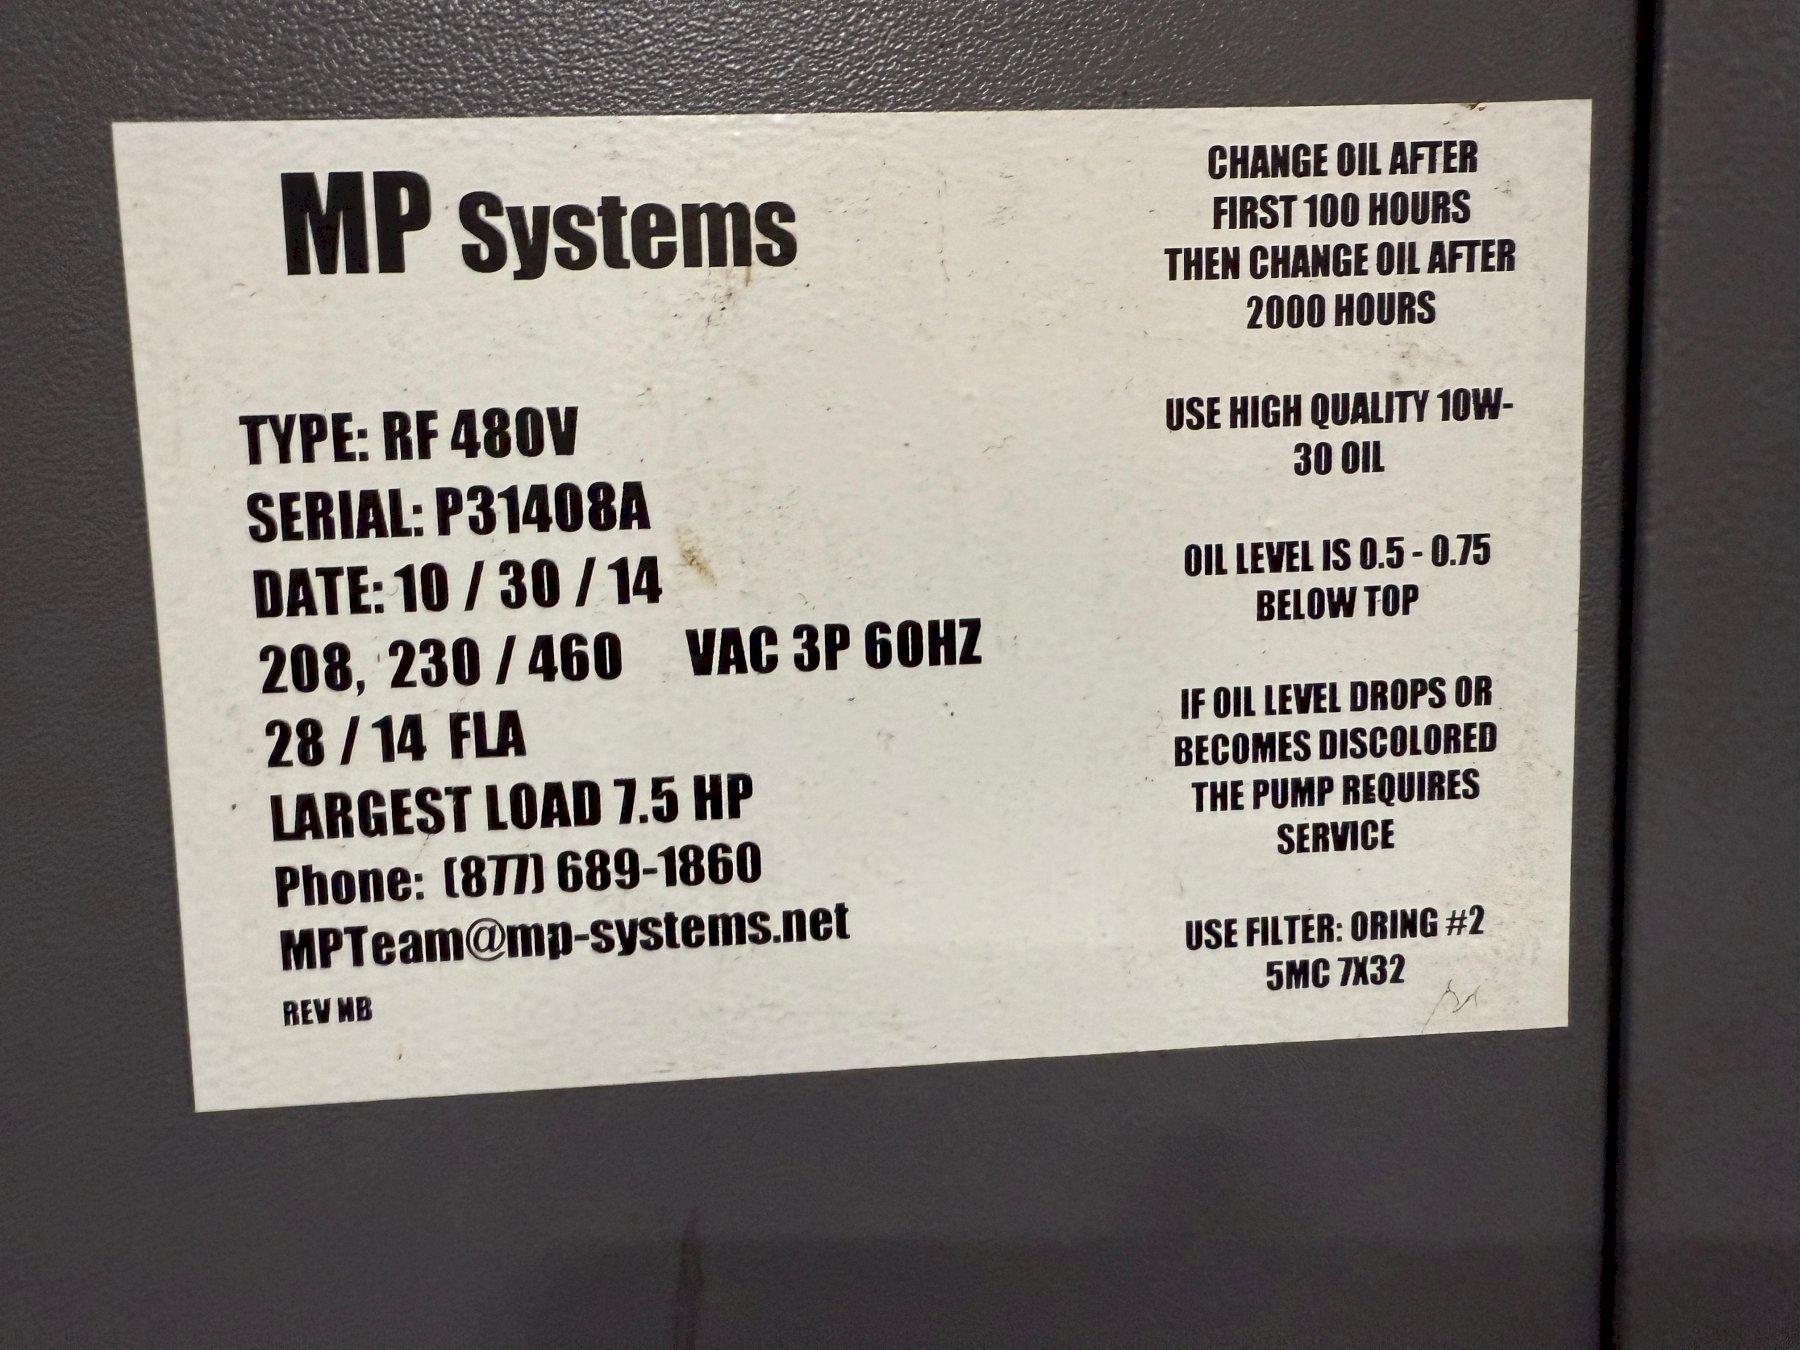 MP Systems
TYPE: RF 480V
SERIAL: P31408A
DATE: 10 / 30 / 14
208, 230 / 460 VAC 3P 60HZ
28 / 14 FLA
LARGEST LOAD 7.5 HP
Phone: (877) 689-1860
MPTeam@mp-systems.net
REV NB
CHANGE OIL AFTER
FIRST 100 HOURS
THEN CHANGE OIL AFTER
2000 HOURS
USE HIGH QUALITY 10W-
30 OIL
OIL LEVEL IS 0.5 - 0.75
BELOW TOP
IF OIL LEVEL DROPS OR
BECOMES DISCOLORED
THE PUMP REQUIRES
SERVICE
USE FILTER: ORING #2
5MC 7X32